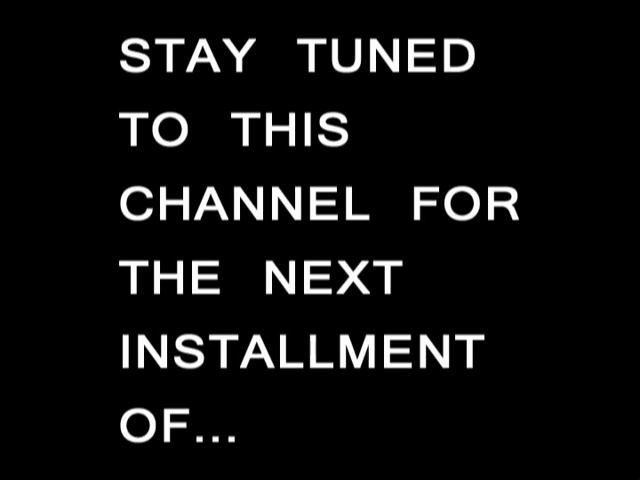 STAY TUNED
TO THIS
CHANNEL FOR
THE NEXT
INSTALLMENT
OF...